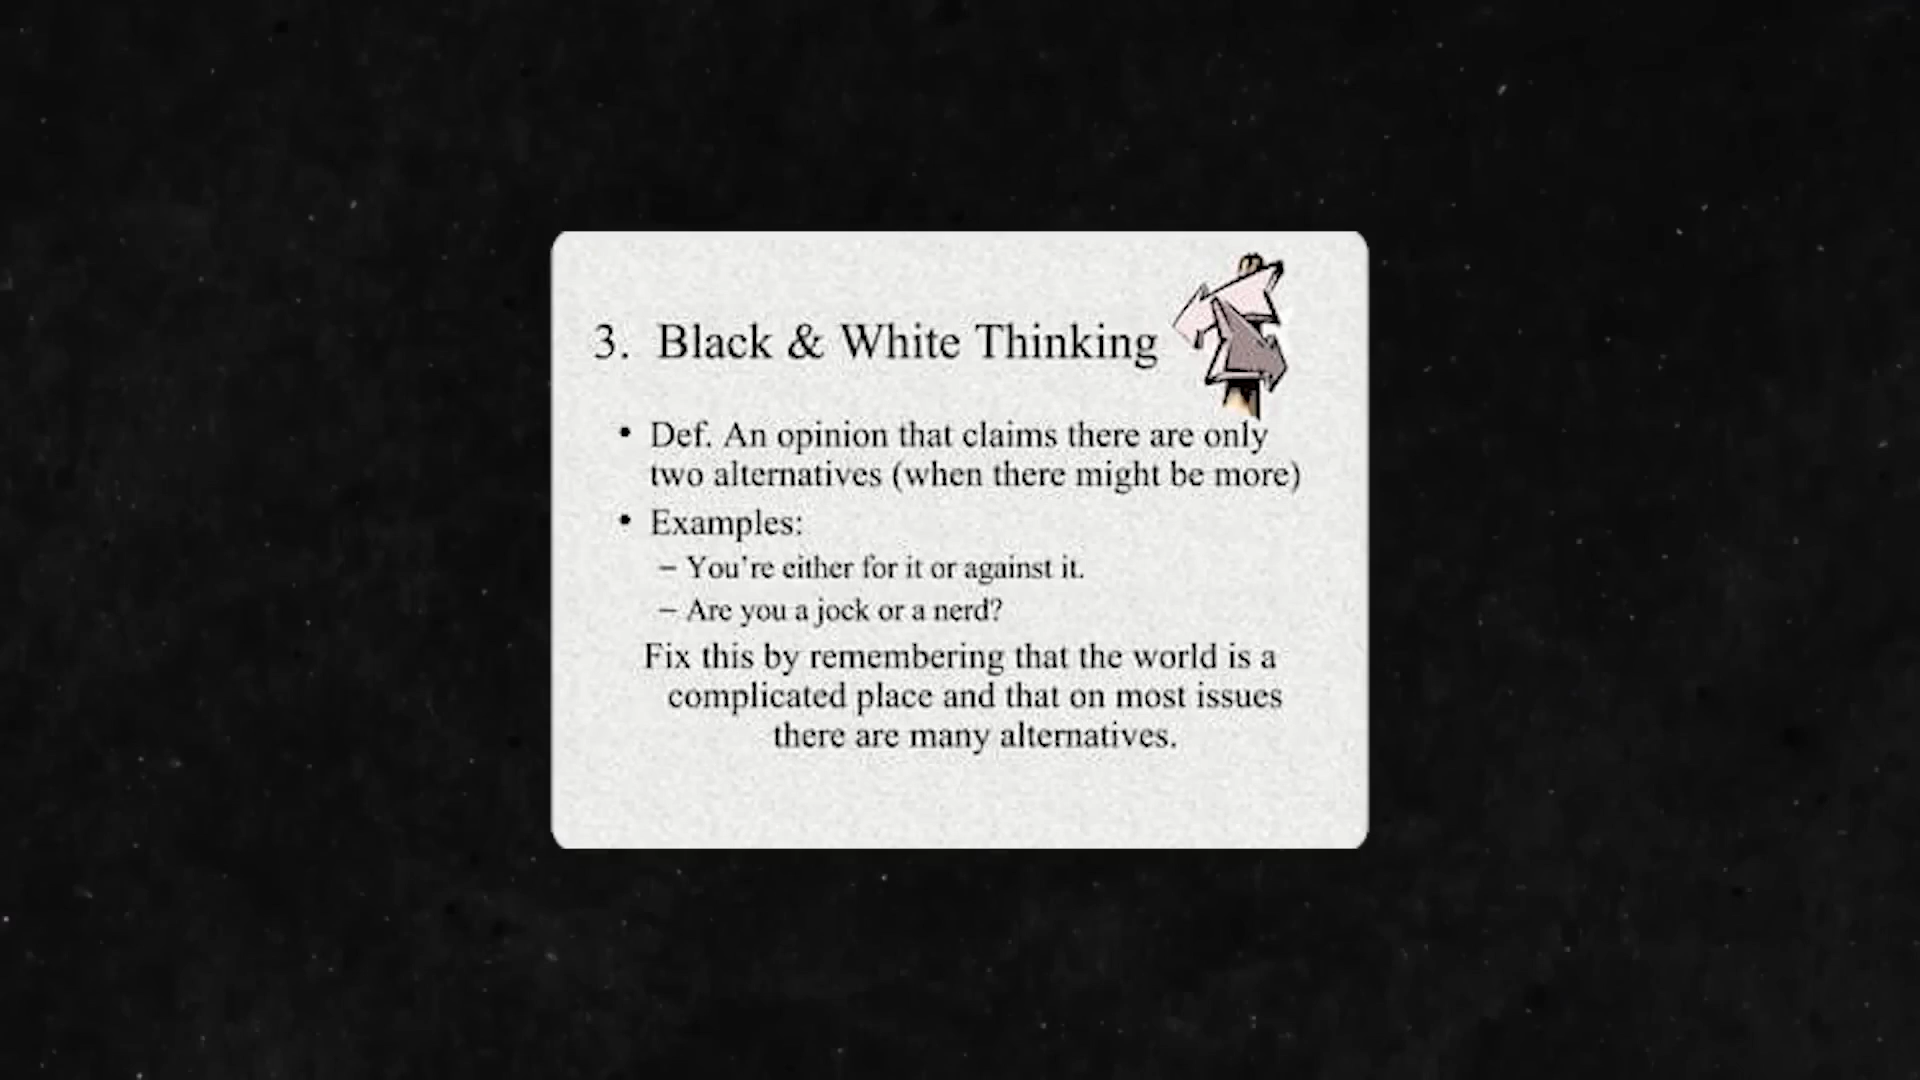 3. Black & White Thinking
• Def. An opinion that claims there are only
two alternatives (when there might be more)
• Examples:
– You're either for it or against it.
– Are you a jock or a nerd?
Fix this by remembering that the world is a
complicated place and that on most issues
there are many alternatives.